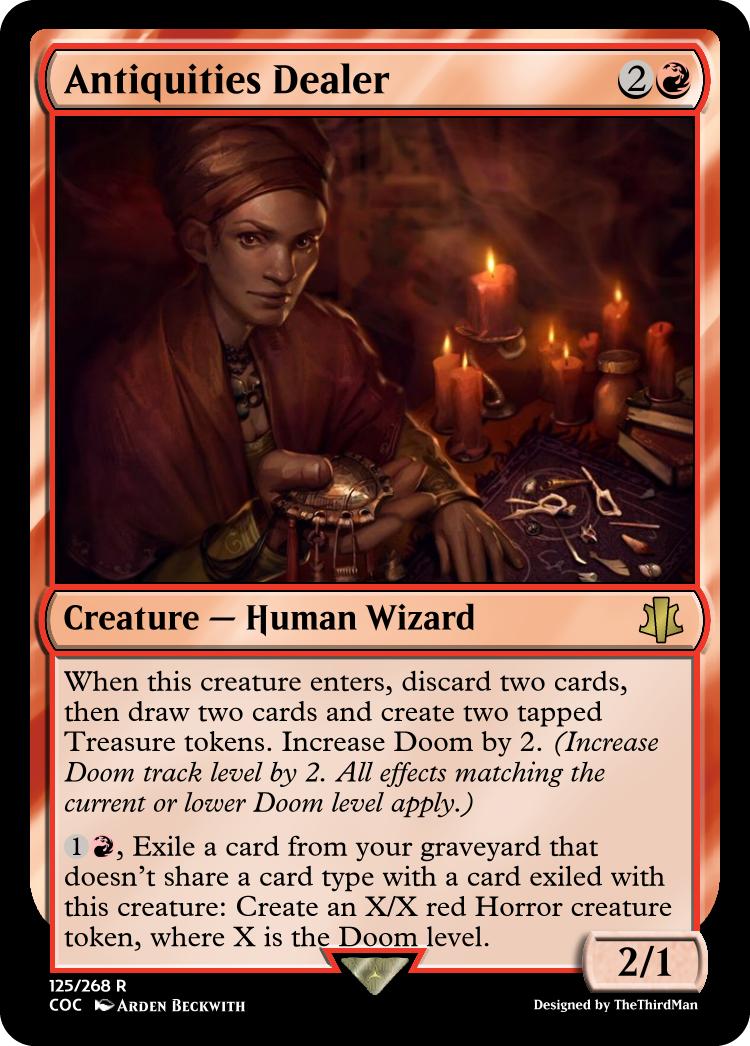 Antiquities Dealer 2
Creature — Human Wizard
When this creature enters, discard two cards,
then draw two cards and create two tapped
Treasure tokens. Increase Doom by 2. (Increase
Doom track level by 2. All effects matching the
current or lower Doom level apply.)
1 , Exile a card from your graveyard that
doesn't share a card type with a card exiled with
this creature: Create an X/X red Horror creature
token, where X is the Doom level.
2/1
125/268 R
COC ARDEN BECKWITH
Designed by TheThirdMan